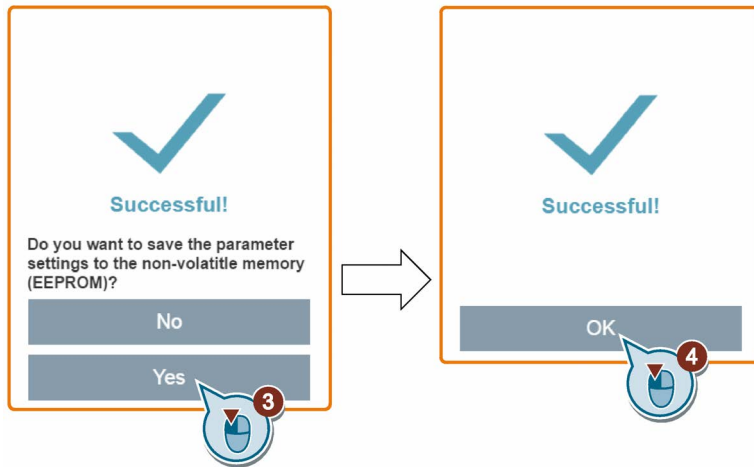 Successful!
Do you want to save the parameter
settings to the non-volatitle memory
(EEPROM)?
No
Yes
3
Successful!
OK
4